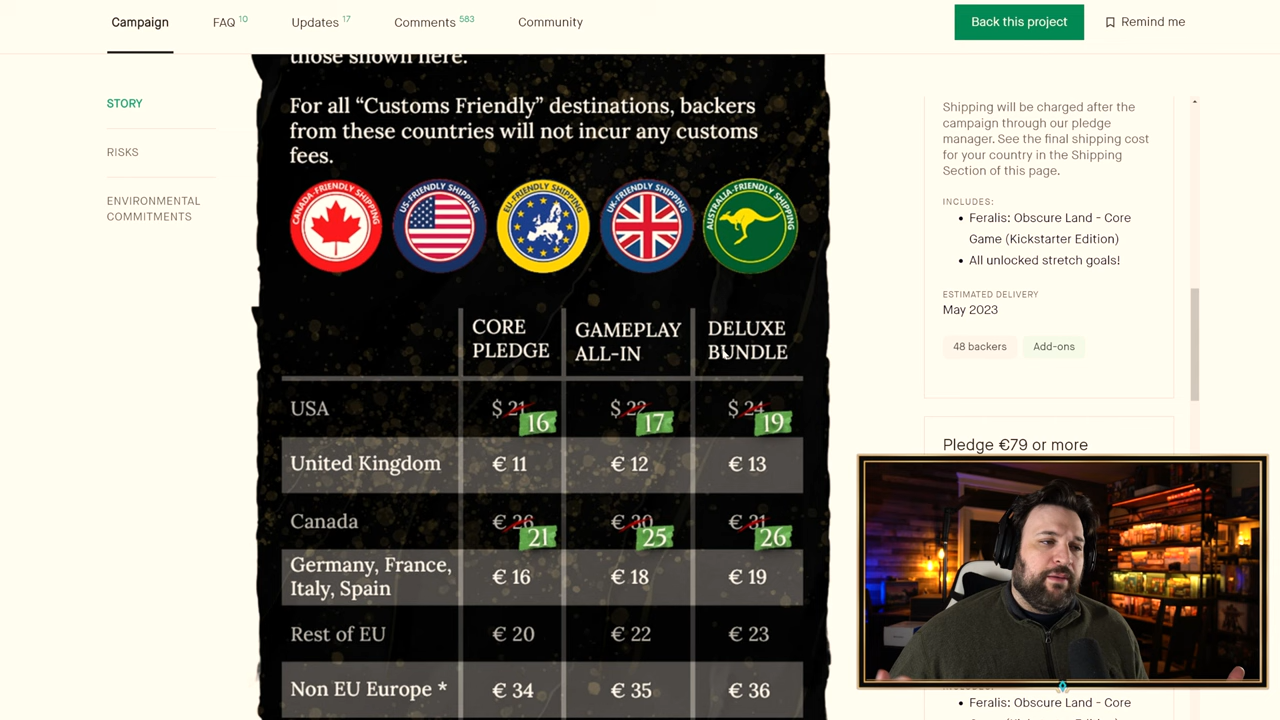 Campaign
FAQ 10
Updates 17
Comments 583
Community
Back this project
Remind me
STORY
RISKS
ENVIRONMENTAL
COMMITMENTS
those shown here.
For all “Customs Friendly” destinations, backers
from these countries will not incur any customs
fees.
CANADA-FRIENDLY SHIPPING
US-FRIENDLY SHIPPING
EU-FRIENDLY SHIPPING
UK-FRIENDLY SHIPPING
AUSTRALIA-FRIENDLY SHIPPING
CORE
PLEDGE
GAMEPLAY
ALL-IN
DELUXE
BUNDLE
USA $ 21 16 $ 22 17 $ 24 19
United Kingdom € 11 € 12 € 13
Canada € 26 21 € 30 25 € 31 26
Germany, France,
Italy, Spain € 16 € 18 € 19
Rest of EU € 20 € 22 € 23
Non EU Europe * € 34 € 35 € 36
Shipping will be charged after the
campaign through our pledge
manager. See the final shipping cost
for your country in the Shipping
Section of this page.
INCLUDES:
• Feralis: Obscure Land - Core
Game (Kickstarter Edition)
• All unlocked stretch goals!
ESTIMATED DELIVERY
May 2023
48 backers
Add-ons
Pledge €79 or more
• Feralis: Obscure Land - Core